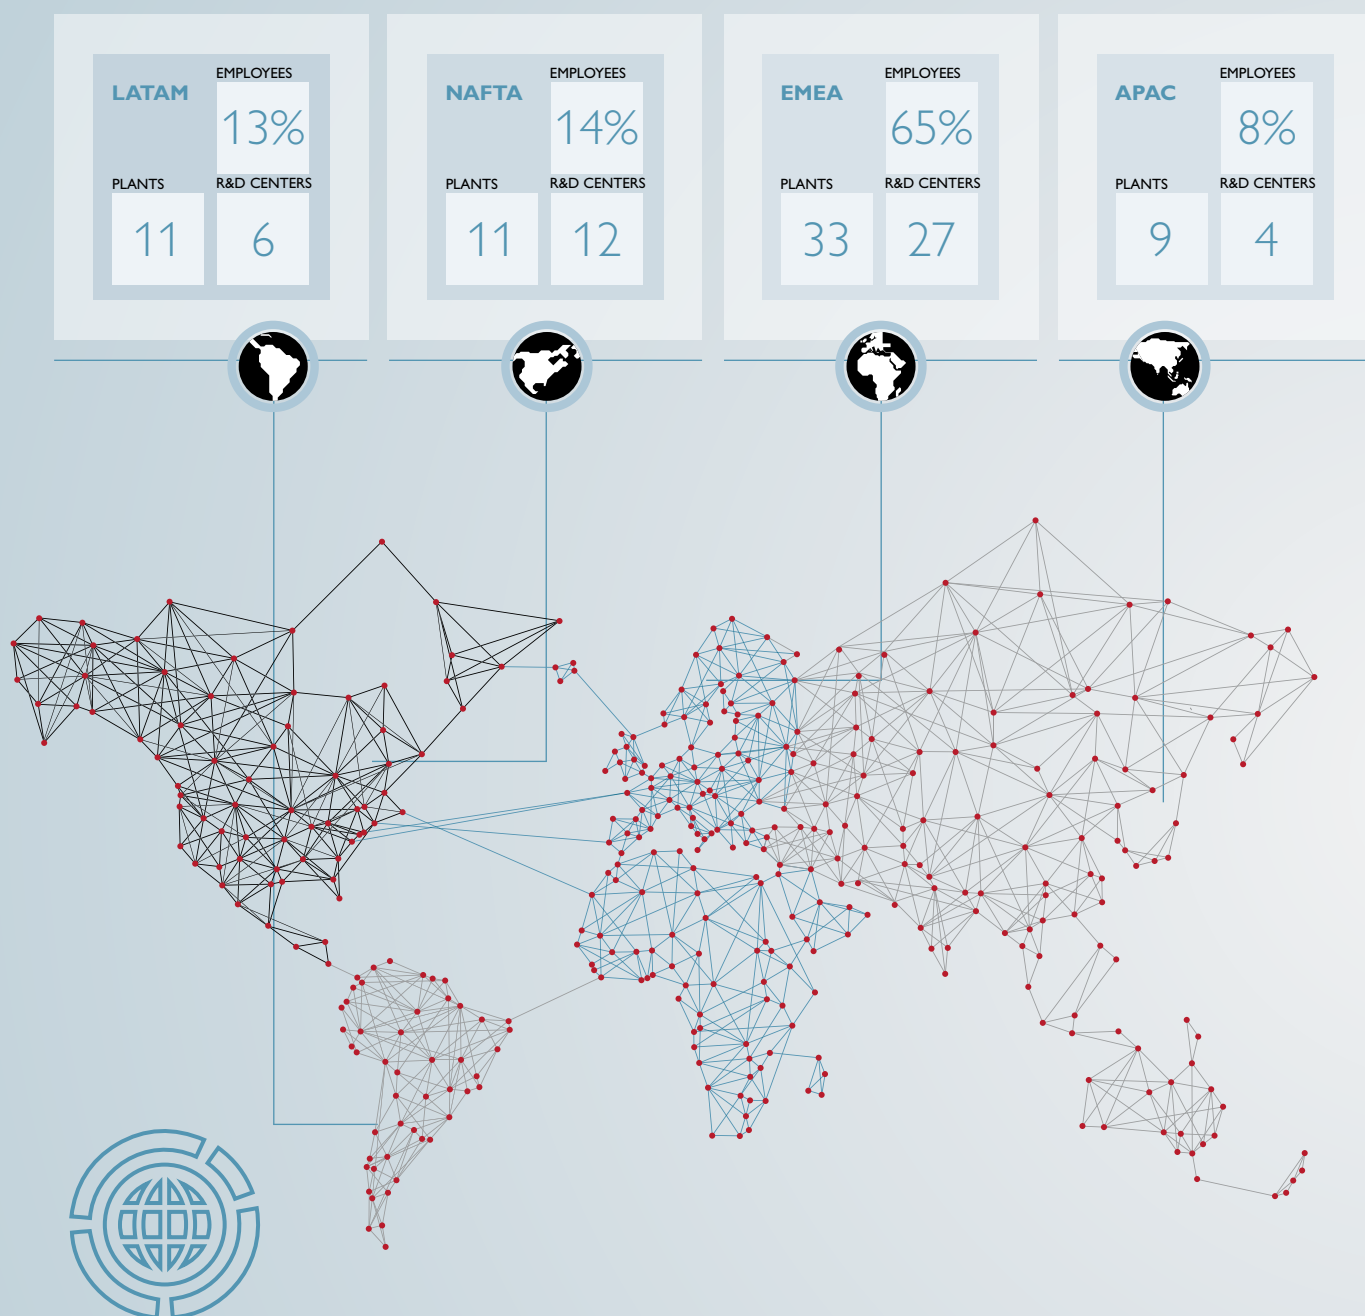 LATAM
EMPLOYEES
13%
PLANTS
11
R&D CENTERS
6
NAFTA
EMPLOYEES
14%
PLANTS
11
R&D CENTERS
12
EMEA
EMPLOYEES
65%
PLANTS
33
R&D CENTERS
27
APAC
EMPLOYEES
8%
PLANTS
9
R&D CENTERS
4